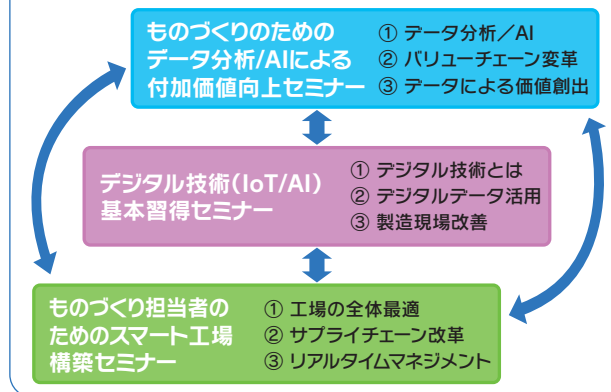 ものづくりのための
データ分析/AIによる
付加価値向上セミナー
① データ分析／AI
② バリューチェーン変革
③ データによる価値創出
デジタル技術(IoT/AI)
基本習得セミナー
① デジタル技術とは
② デジタルデータ活用
③ 製造現場改善
ものづくり担当者の
ためのスマート工場
構築セミナー
① 工場の全体最適
② サプライチェーン改革
③ リアルタイムマネジメント